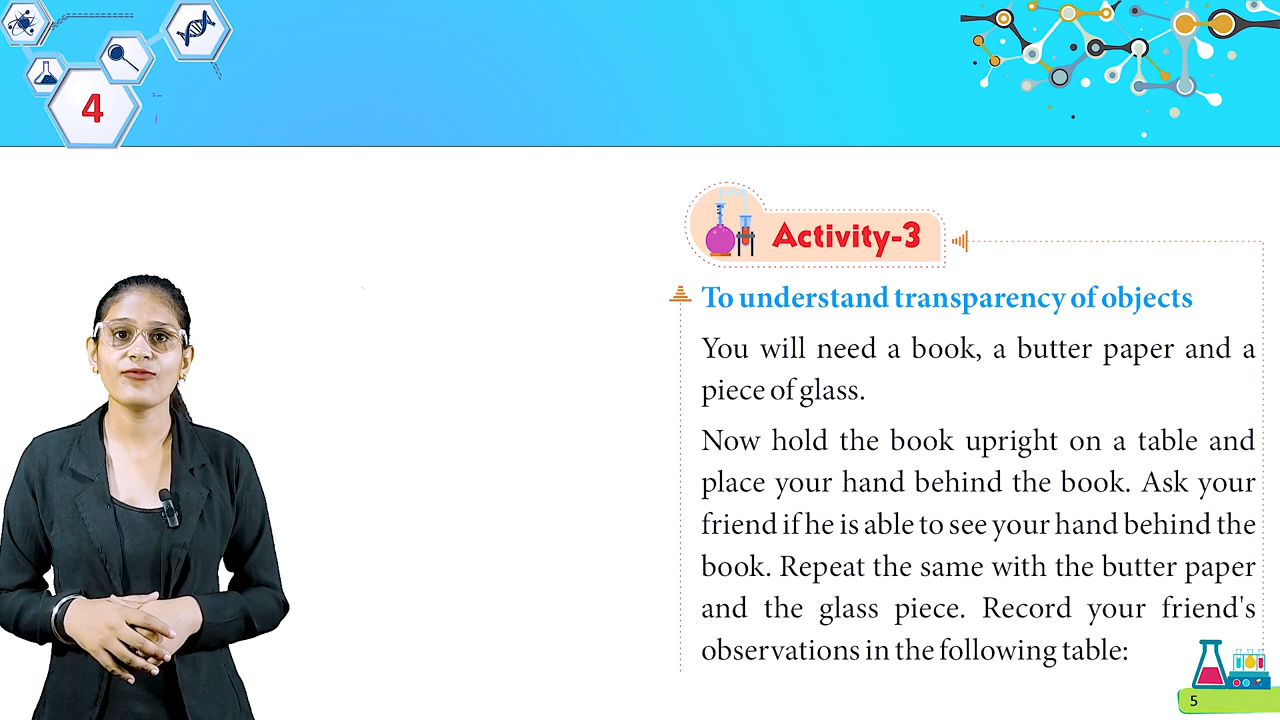 4
Activity-3
To understand transparency of objects
You will need a book, a butter paper and a
piece of glass.
Now hold the book upright on a table and
place your hand behind the book. Ask your
friend if he is able to see your hand behind the
book. Repeat the same with the butter paper
and the glass piece. Record your friend's
observations in the following table:
5